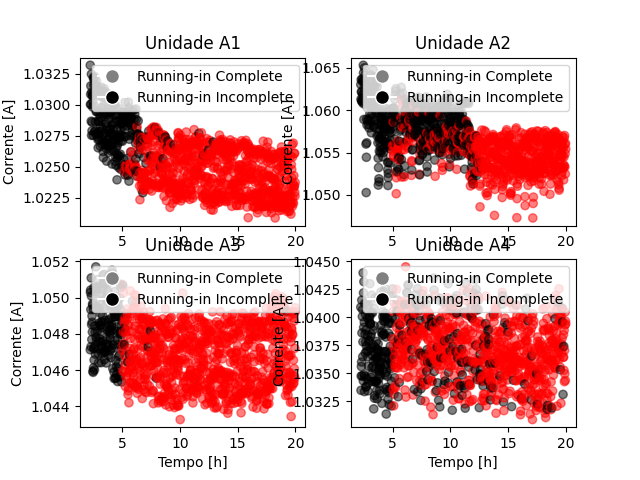 Unidade A1
Corrente [A]
1.0325
1.0300
1.0275
1.0250
1.0225
5
10
15
20
Running-in Complete
Running-in Incomplete
Unidade A2
Corrente [A]
1.065
1.060
1.055
1.050
5
10
15
20
Running-in Complete
Running-in Incomplete
Unidade A3
Corrente [A]
1.052
1.050
1.048
1.046
1.044
5
10
15
20
Tempo [h]
Running-in Complete
Running-in Incomplete
Unidade A4
Corrente [A]
1.0450
1.0425
1.0400
1.0375
1.0350
1.0325
5
10
15
20
Tempo [h]
Running-in Complete
Running-in Incomplete